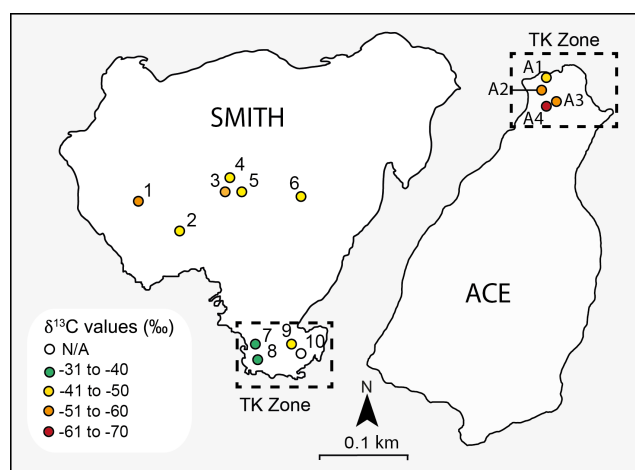 TK Zone
A1
A2
A3
A4
SMITH
4
3 5
1
6
2
ACE
7 9
10
8
TK Zone
δ¹³C values (‰)
N/A
-31 to -40
-41 to -50
-51 to -60
-61 to -70
N
0.1 km